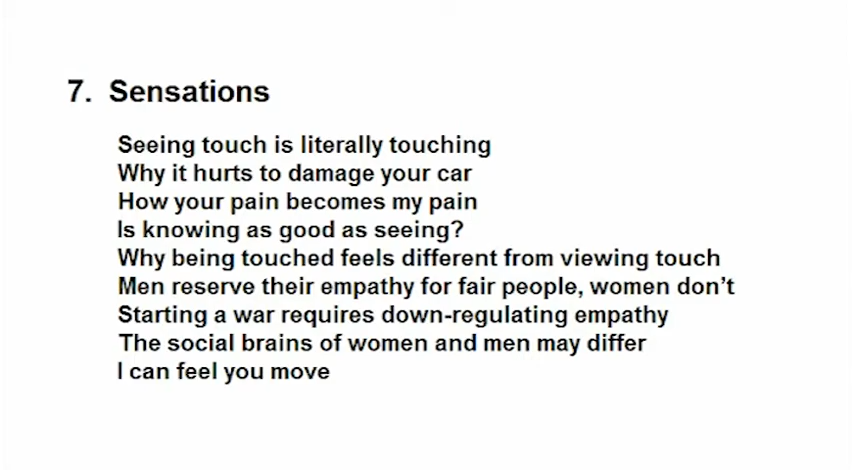 7. Sensations
Seeing touch is literally touching
Why it hurts to damage your car
How your pain becomes my pain
Is knowing as good as seeing?
Why being touched feels different from viewing touch
Men reserve their empathy for fair people, women don't
Starting a war requires down-regulating empathy
The social brains of women and men may differ
I can feel you move